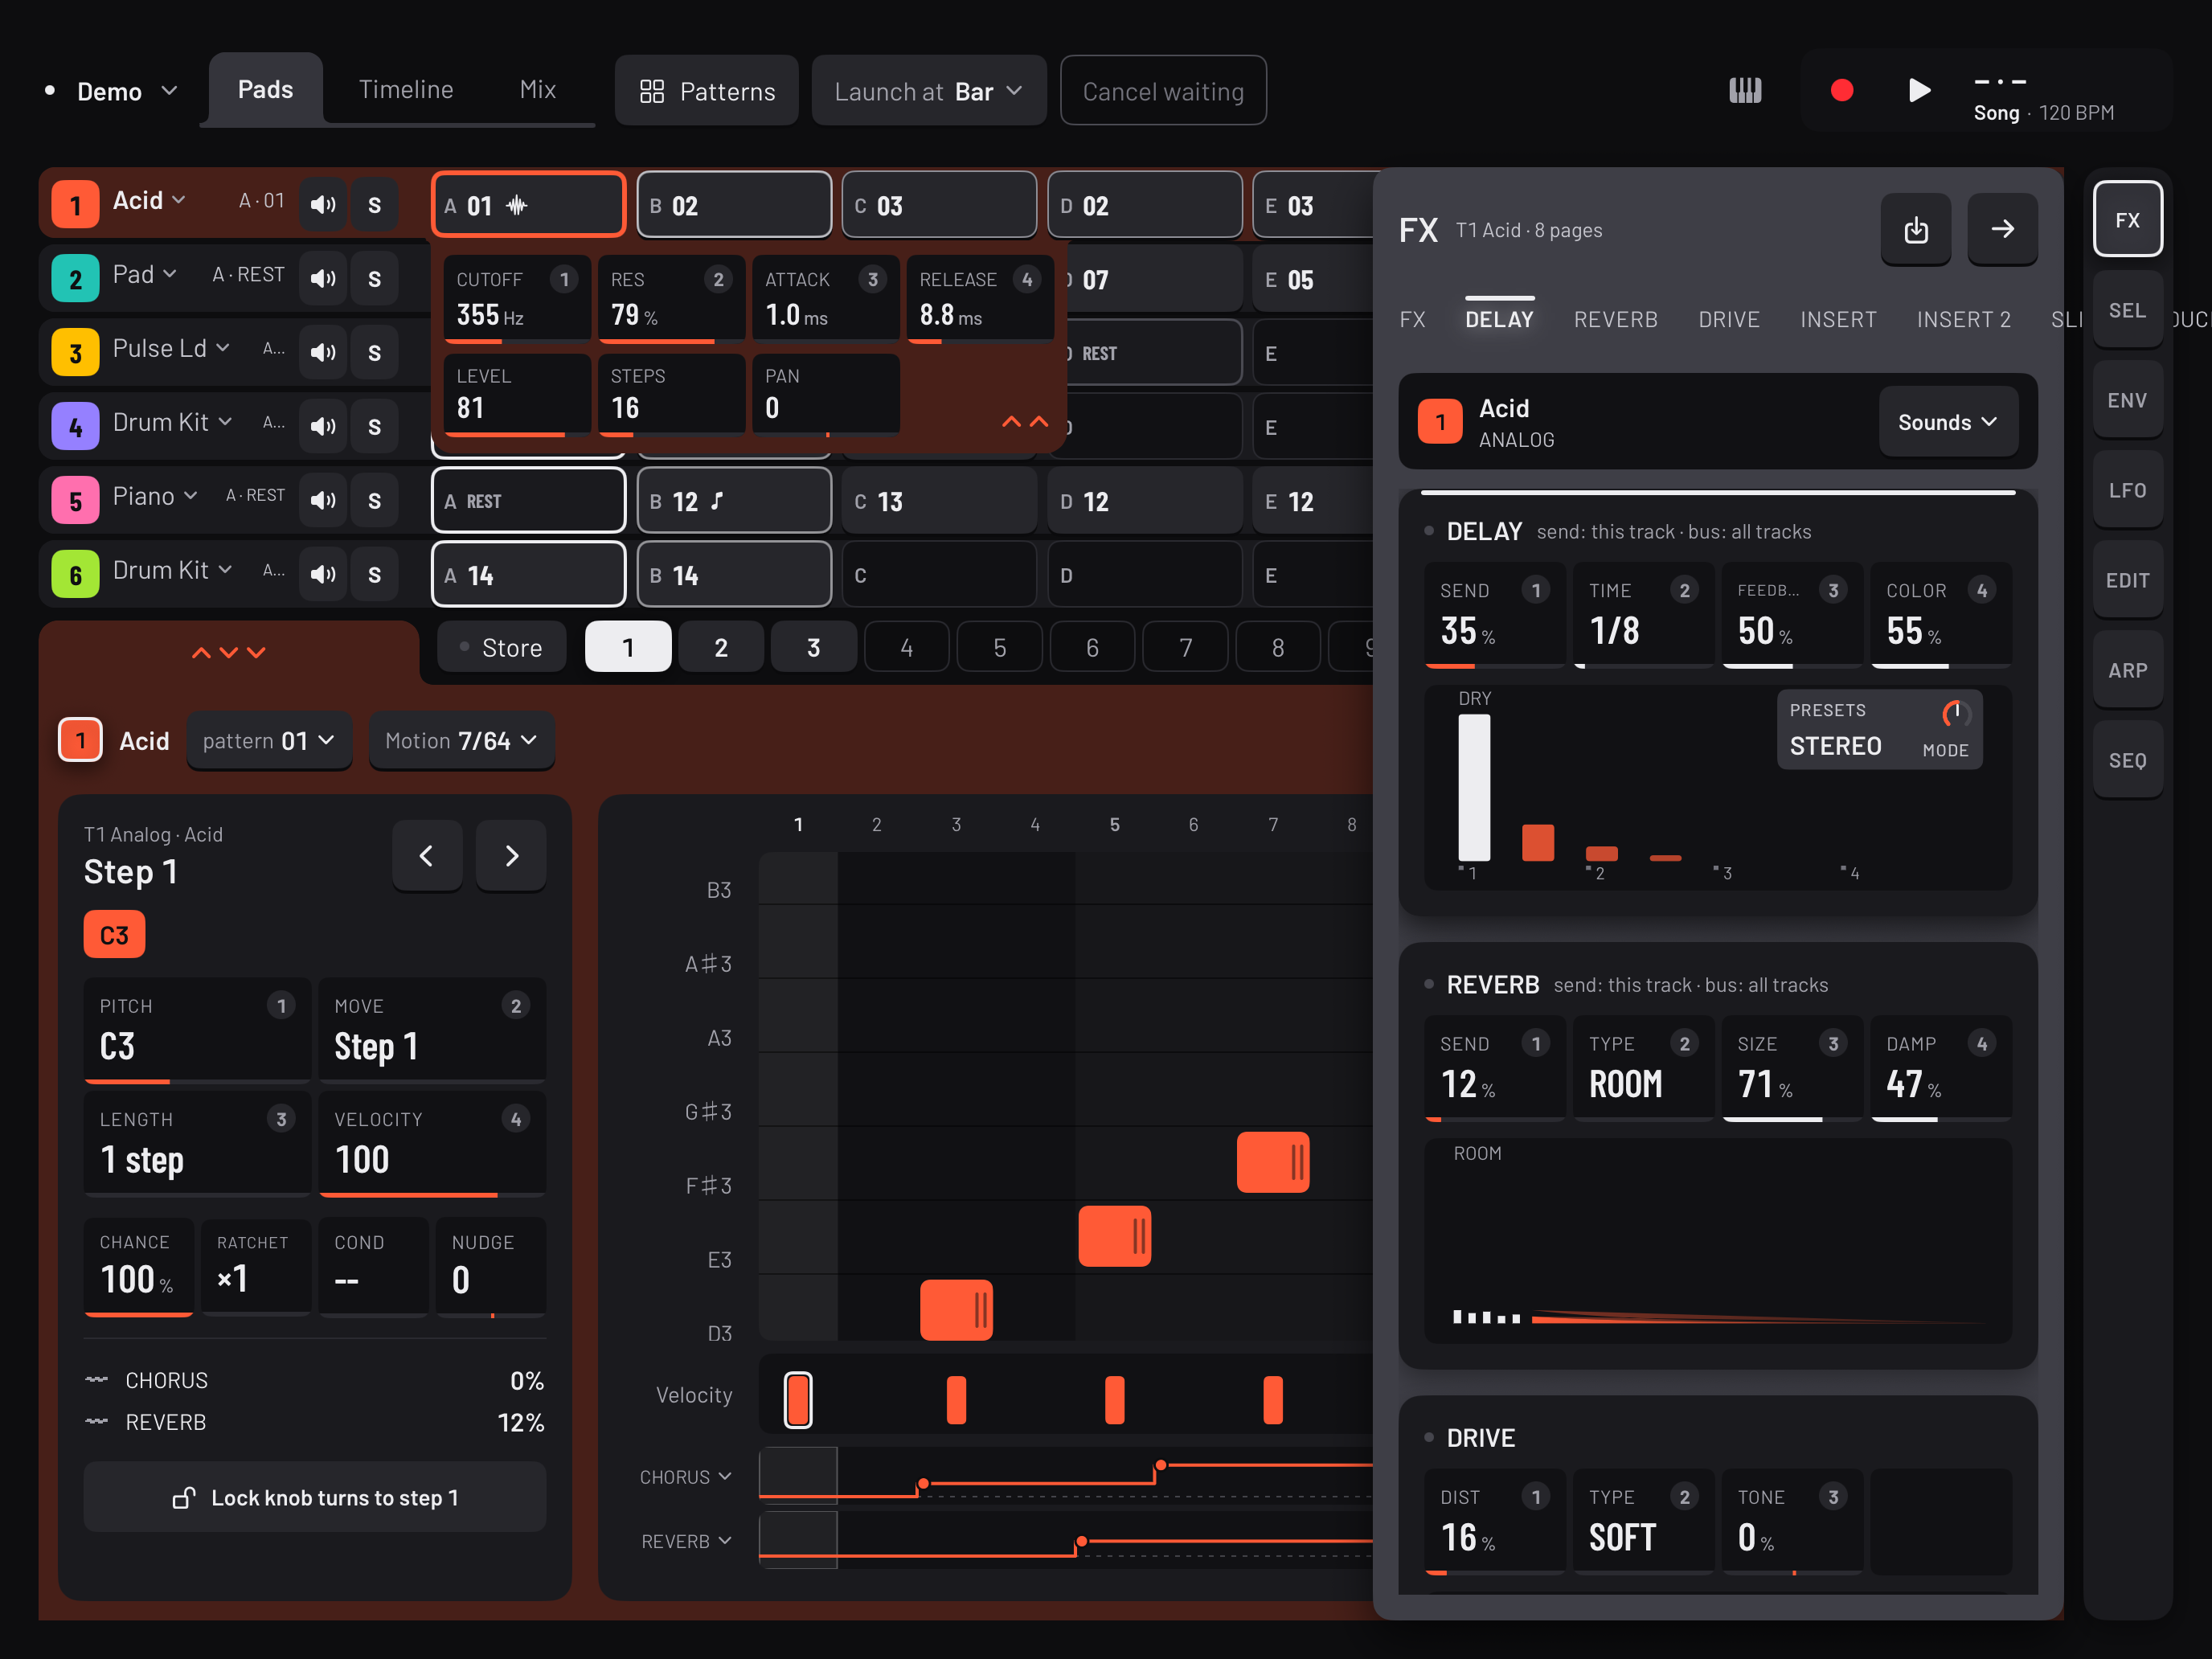 Demo Pads Timeline Mix Patterns Launch at Bar Cancel waiting
Song · 120 BPM
1 Acid A · 01 S A 01 B 02 C 03 D 02 E 03
2 Pad A · REST S 07 E 05
3 Pulse Ld A... S REST E
4 Drum Kit A... S E
5 Piano A · REST S A REST B 12 C 13 D 12 E 12
6 Drum Kit A... S A 14 B 14 C D E
CUTOFF 1 RES 2 ATTACK 3 RELEASE 4
355 Hz 79 % 1.0 ms 8.8 ms
LEVEL STEPS PAN
81 16 0
Store 1 2 3 4 5 6 7 8 9
1 Acid pattern 01 Motion 7/64
T1 Analog · Acid
Step 1
C3
PITCH 1 MOVE 2
C3 Step 1
LENGTH 3 VELOCITY 4
1 step 100
CHANCE RATCHET COND NUDGE
100 % ×1 -- 0
CHORUS 0%
REVERB 12%
Lock knob turns to step 1
1 2 3 4 5 6 7 8
B3
A♯3
A3
G♯3
F♯3
E3
D3
Velocity
CHORUS
REVERB
FX T1 Acid · 8 pages
FX DELAY REVERB DRIVE INSERT INSERT 2
1 Acid Sounds
ANALOG
DELAY send: this track · bus: all tracks
SEND 1 TIME 2 FEEDB... 3 COLOR 4
35 % 1/8 50 % 55 %
DRY
PRESETS
STEREO MODE
1 2 3 4
REVERB send: this track · bus: all tracks
SEND 1 TYPE 2 SIZE 3 DAMP 4
12 % ROOM 71 % 47 %
ROOM
DRIVE
DIST 1 TYPE 2 TONE 3
16 % SOFT 0 %
FX
SEL
ENV
LFO
EDIT
ARP
SEQ